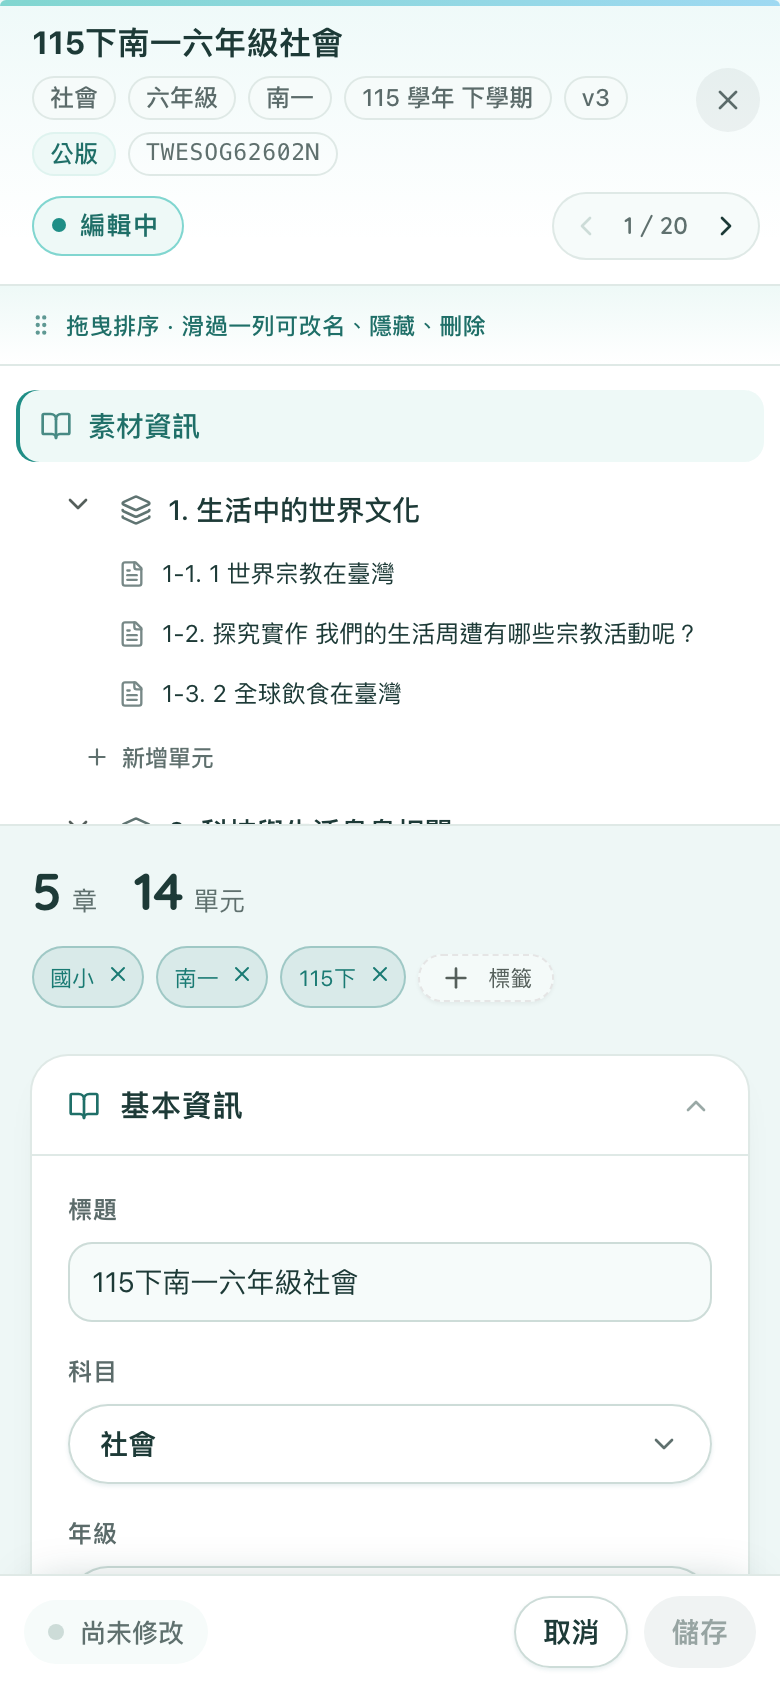 115下南一六年級社會
社會 六年級 南一 115 學年 下學期 v3
公版 TWESOG62602N
編輯中 1 / 20
拖曳排序 · 滑過一列可改名、隱藏、刪除
素材資訊
1. 生活中的世界文化
1-1. 1 世界宗教在臺灣
1-2. 探究實作 我們的生活周遭有哪些宗教活動呢？
1-3. 2 全球飲食在臺灣
新增單元
5 章 14 單元
國小 南一 115下 標籤
基本資訊
標題
115下南一六年級社會
科目
社會
年級
尚未修改 取消 儲存